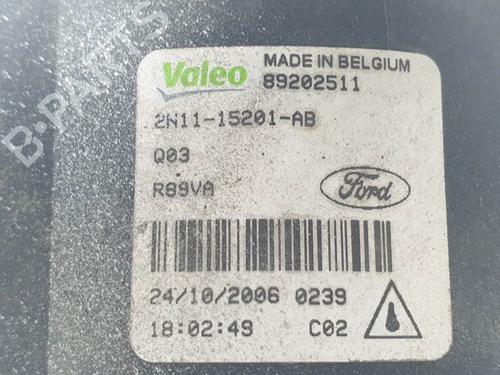 Valeo MADE IN BELGIUM
89202511
2N11-15201-AB
Q03
R89VA
Ford
24/10/2006 0239
18:02:49 C02
B-PARTS